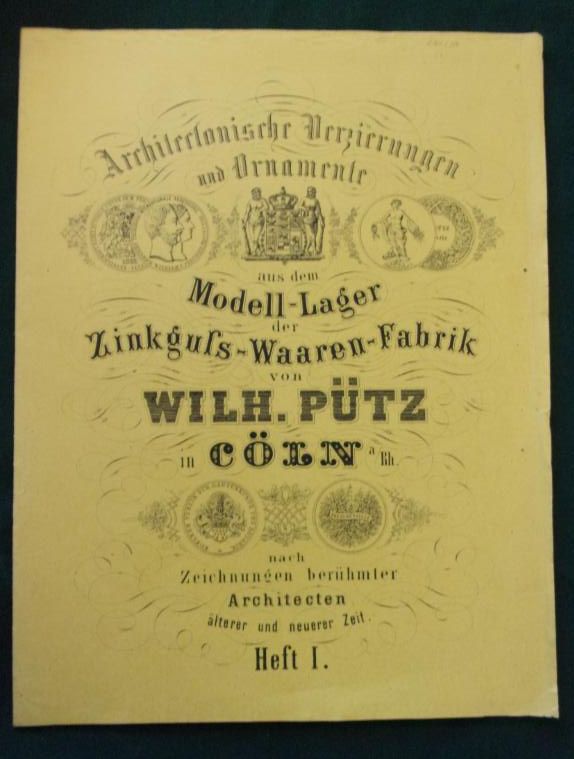 Architectonische Verzierungen
und Ornamente
aus dem
Modell-Lager
der
Zinkguſs-Waaren-Fabrik
von
WILH. PÜTZ
in CÖLN a Rh.
nach
Zeichnungen berühmter
Architecten
älterer und neuerer Zeit.
Heft I.